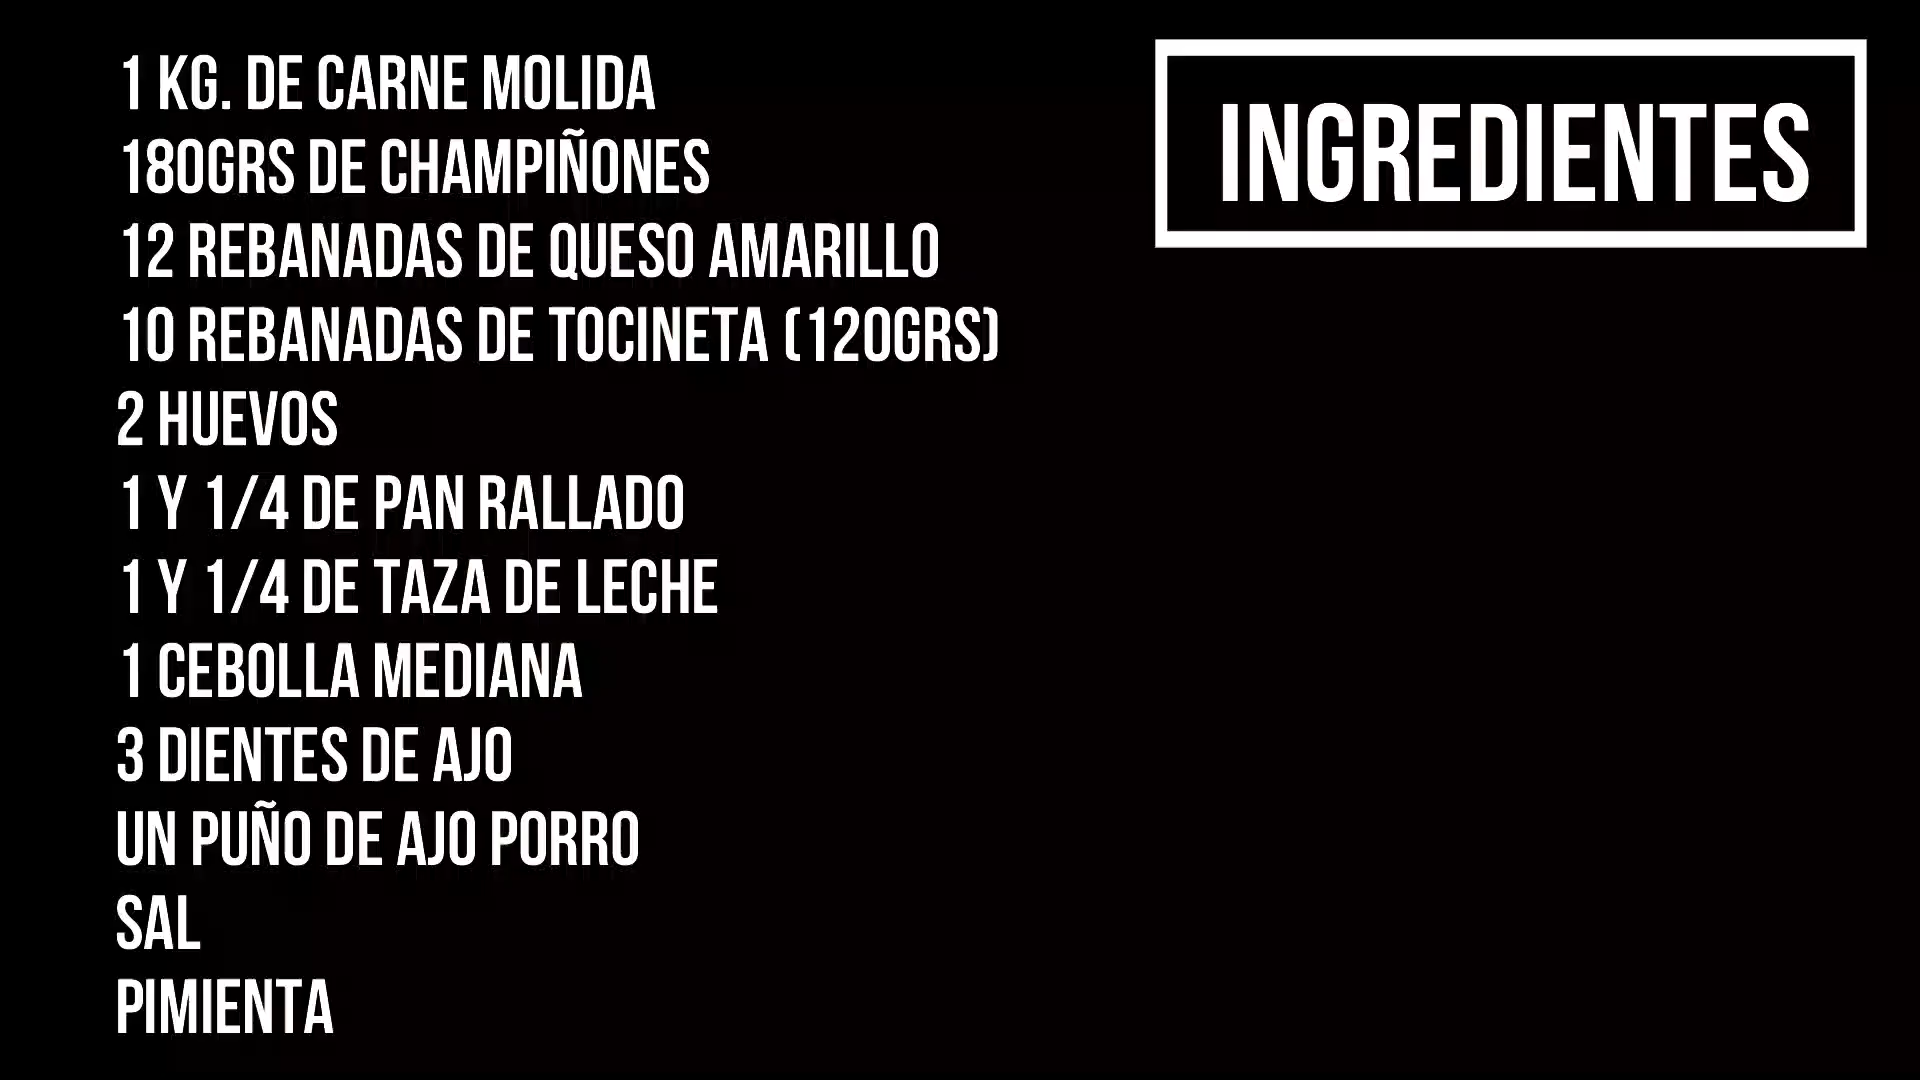 INGREDIENTES
1 KG. DE CARNE MOLIDA
180GRS DE CHAMPIÑONES
12 REBANADAS DE QUESO AMARILLO
10 REBANADAS DE TOCINETA (120GRS)
2 HUEVOS
1 Y 1/4 DE PAN RALLADO
1 Y 1/4 DE TAZA DE LECHE
1 CEBOLLA MEDIANA
3 DIENTES DE AJO
UN PUÑO DE AJO PORRO
SAL
PIMIENTA